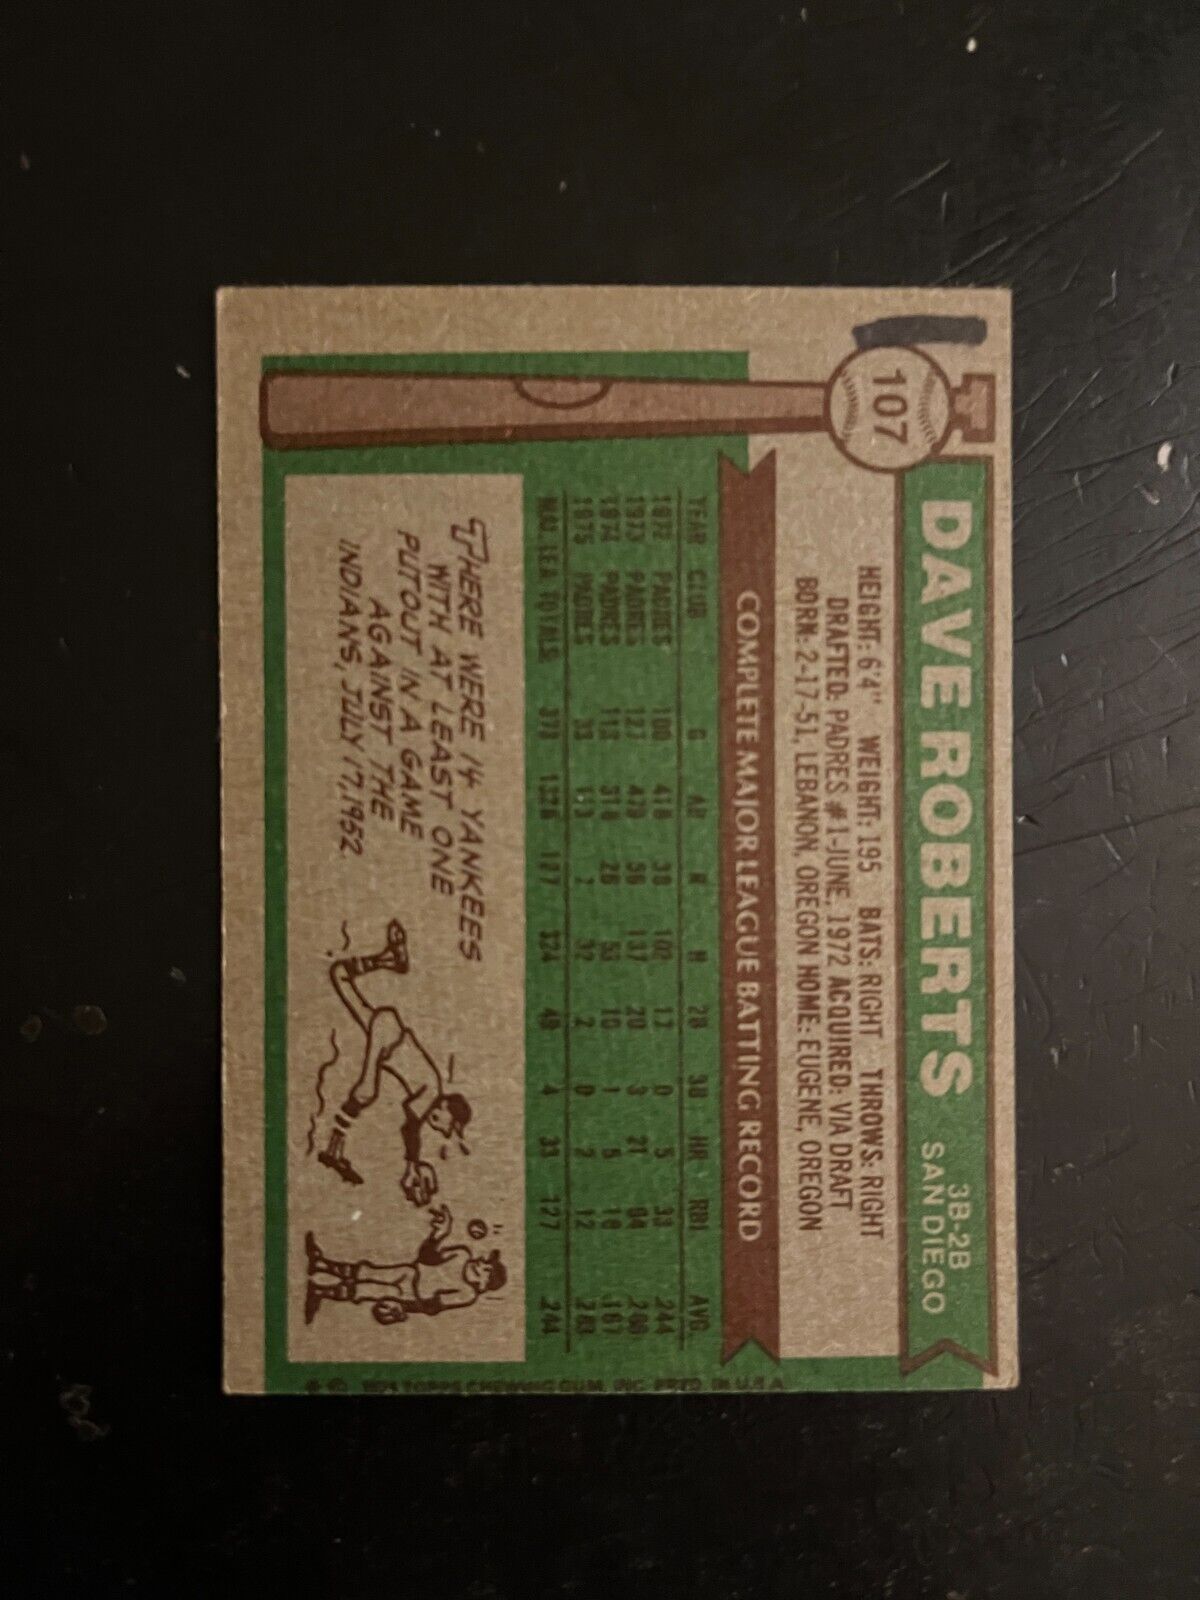 107
DAVE ROBERTS
3B-2B
SAN DIEGO
HEIGHT: 6'4" WEIGHT: 195 BATS: RIGHT THROWS: RIGHT
DRAFTED: PADRES #1-JUNE, 1972 ACQUIRED: VIA DRAFT
BORN: 2-17-51, LEBANON, OREGON HOME: EUGENE, OREGON
COMPLETE MAJOR LEAGUE BATTING RECORD
YEAR CLUB G AB R H 2B 3B HR RBI AVG.
1972 PADRES 100 418 38 102 17 0 5 33 .244
1973 PADRES 127 479 56 137 20 3 21 64 .286
1974 PADRES 113 318 26 53 10 1 5 18 .167
1975 PADRES 33 113 7 32 2 0 2 12 .283
MAJ. LEA. TOTALS 373 1328 127 324 49 4 33 127 .244
THERE WERE 14 YANKEES
WITH AT LEAST ONE
PUTOUT IN A GAME
AGAINST THE
INDIANS, JULY 17, 1952.
TOPPS CHEWING GUM, INC. PRTD. IN U.S.A.